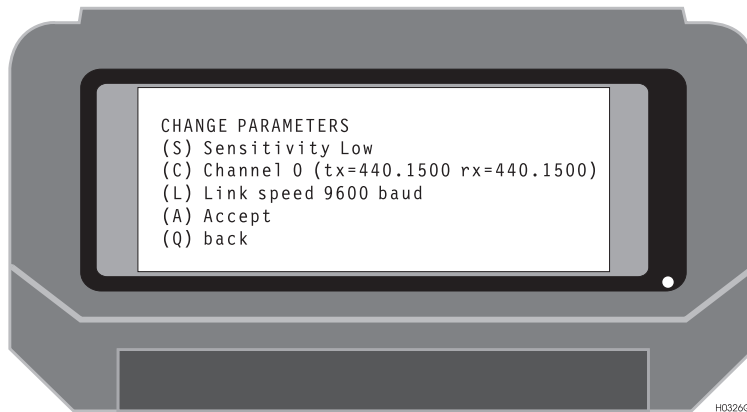 CHANGE PARAMETERS
(S) Sensitivity Low
(C) Channel 0 (tx=440.1500 rx=440.1500)
(L) Link speed 9600 baud
(A) Accept
(Q) back